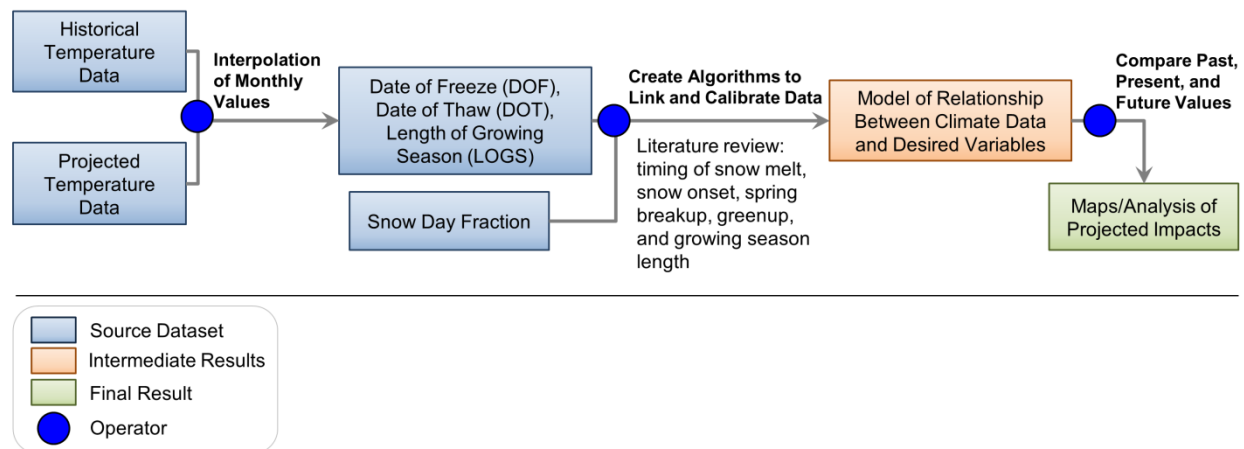 Historical
Temperature
Data
Projected
Temperature
Data
Interpolation
of Monthly
Values
Date of Freeze (DOF),
Date of Thaw (DOT),
Length of Growing
Season (LOGS)
Snow Day Fraction
Create Algorithms to
Link and Calibrate Data
Literature review:
timing of snow melt,
snow onset, spring
breakup, greenup,
and growing season
length
Model of Relationship
Between Climate Data
and Desired Variables
Compare Past,
Present, and
Future Values
Maps/Analysis of
Projected Impacts
Source Dataset
Intermediate Results
Final Result
Operator